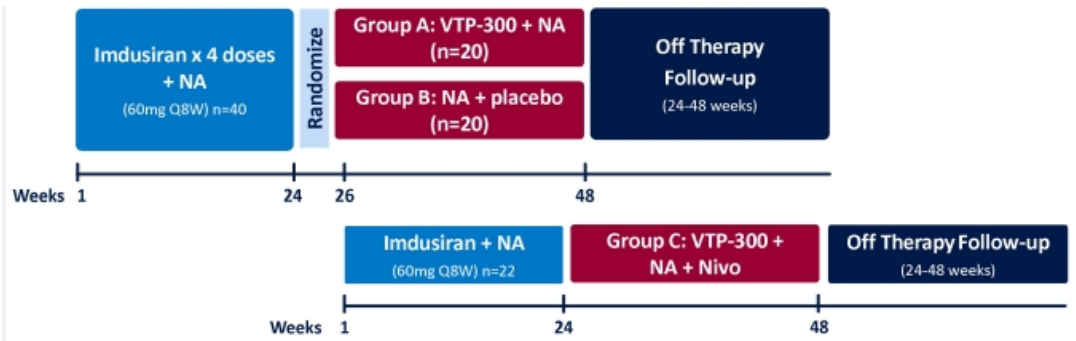 Imdusiran x 4 doses
+ NA
(60mg Q8W) n=40
Randomize
Group A: VTP-300 + NA
(n=20)
Group B: NA + placebo
(n=20)
Off Therapy
Follow-up
(24-48 weeks)
Weeks 1 24 26 48
Imdusiran + NA
(60mg Q8W) n=22
Group C: VTP-300 +
NA + Nivo
Off Therapy Follow-up
(24-48 weeks)
Weeks 1 24 48